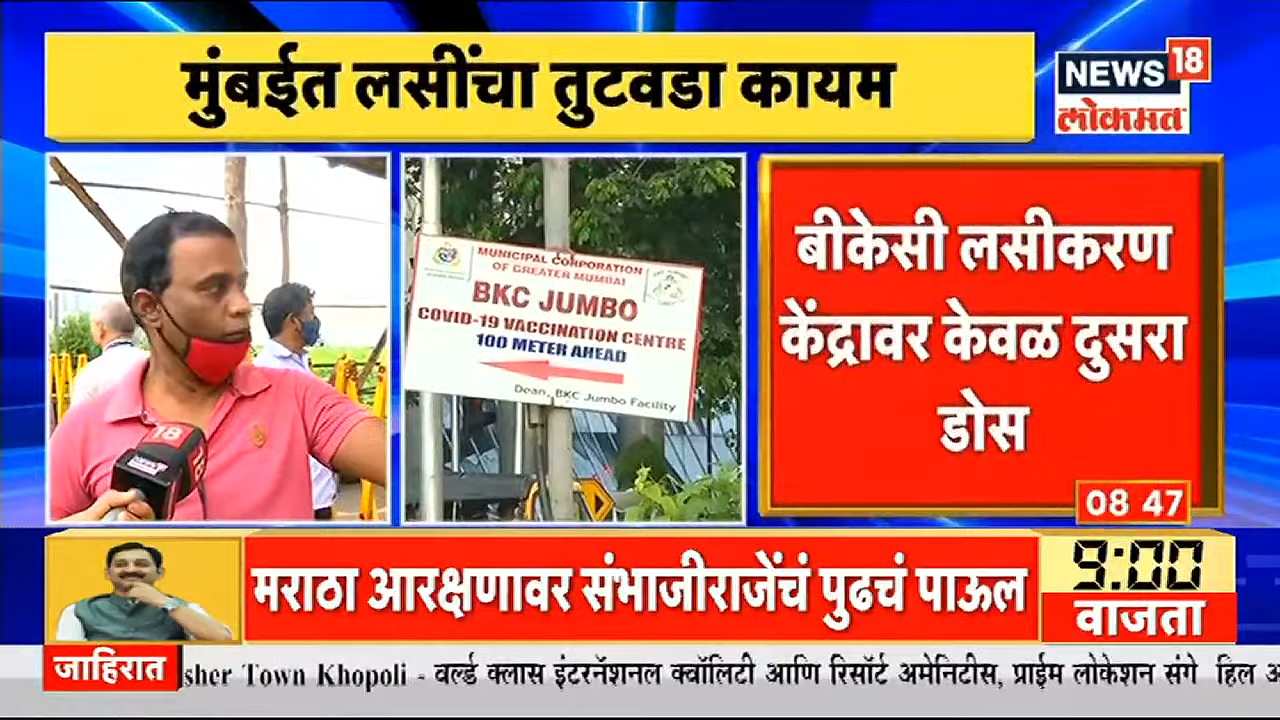 मुंबईत लसींचा तुटवडा कायम
NEWS 18
लोकमत
MUNICIPAL CORPORATION
OF GREATER MUMBAI
BKC JUMBO
COVID-19 VACCINATION CENTRE
100 METER AHEAD
Dean, BKC Jumbo Facility
18
बीकेसी लसीकरण
केंद्रावर केवळ दुसरा
डोस
08 47
मराठा आरक्षणावर संभाजीराजेंचं पुढचं पाऊल
9:00
वाजता
जाहिरात
sher Town Khopoli - वर्ल्ड क्लास इंटरनॅशनल क्वॉलिटी आणि रिसॉर्ट अमेनिटीस, प्राईम लोकेशन संगे हिल